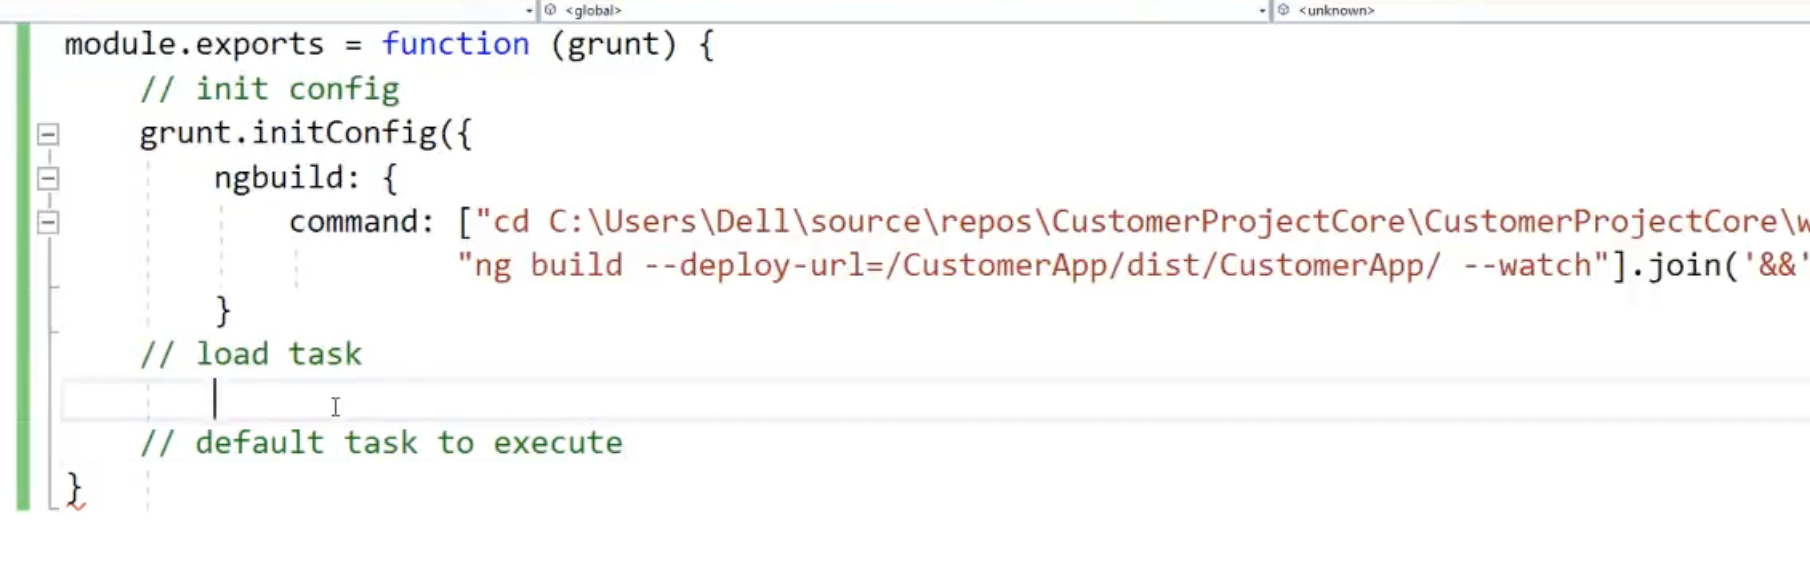 <global> <unknown>
module.exports = function (grunt) {
// init config
grunt.initConfig({
ngbuild: {
command: ["cd C:\Users\Dell\source\repos\CustomerProjectCore\CustomerProjectCore\w
"ng build --deploy-url=/CustomerApp/dist/CustomerApp/ --watch"].join('&&'
}
// load task
// default task to execute
}